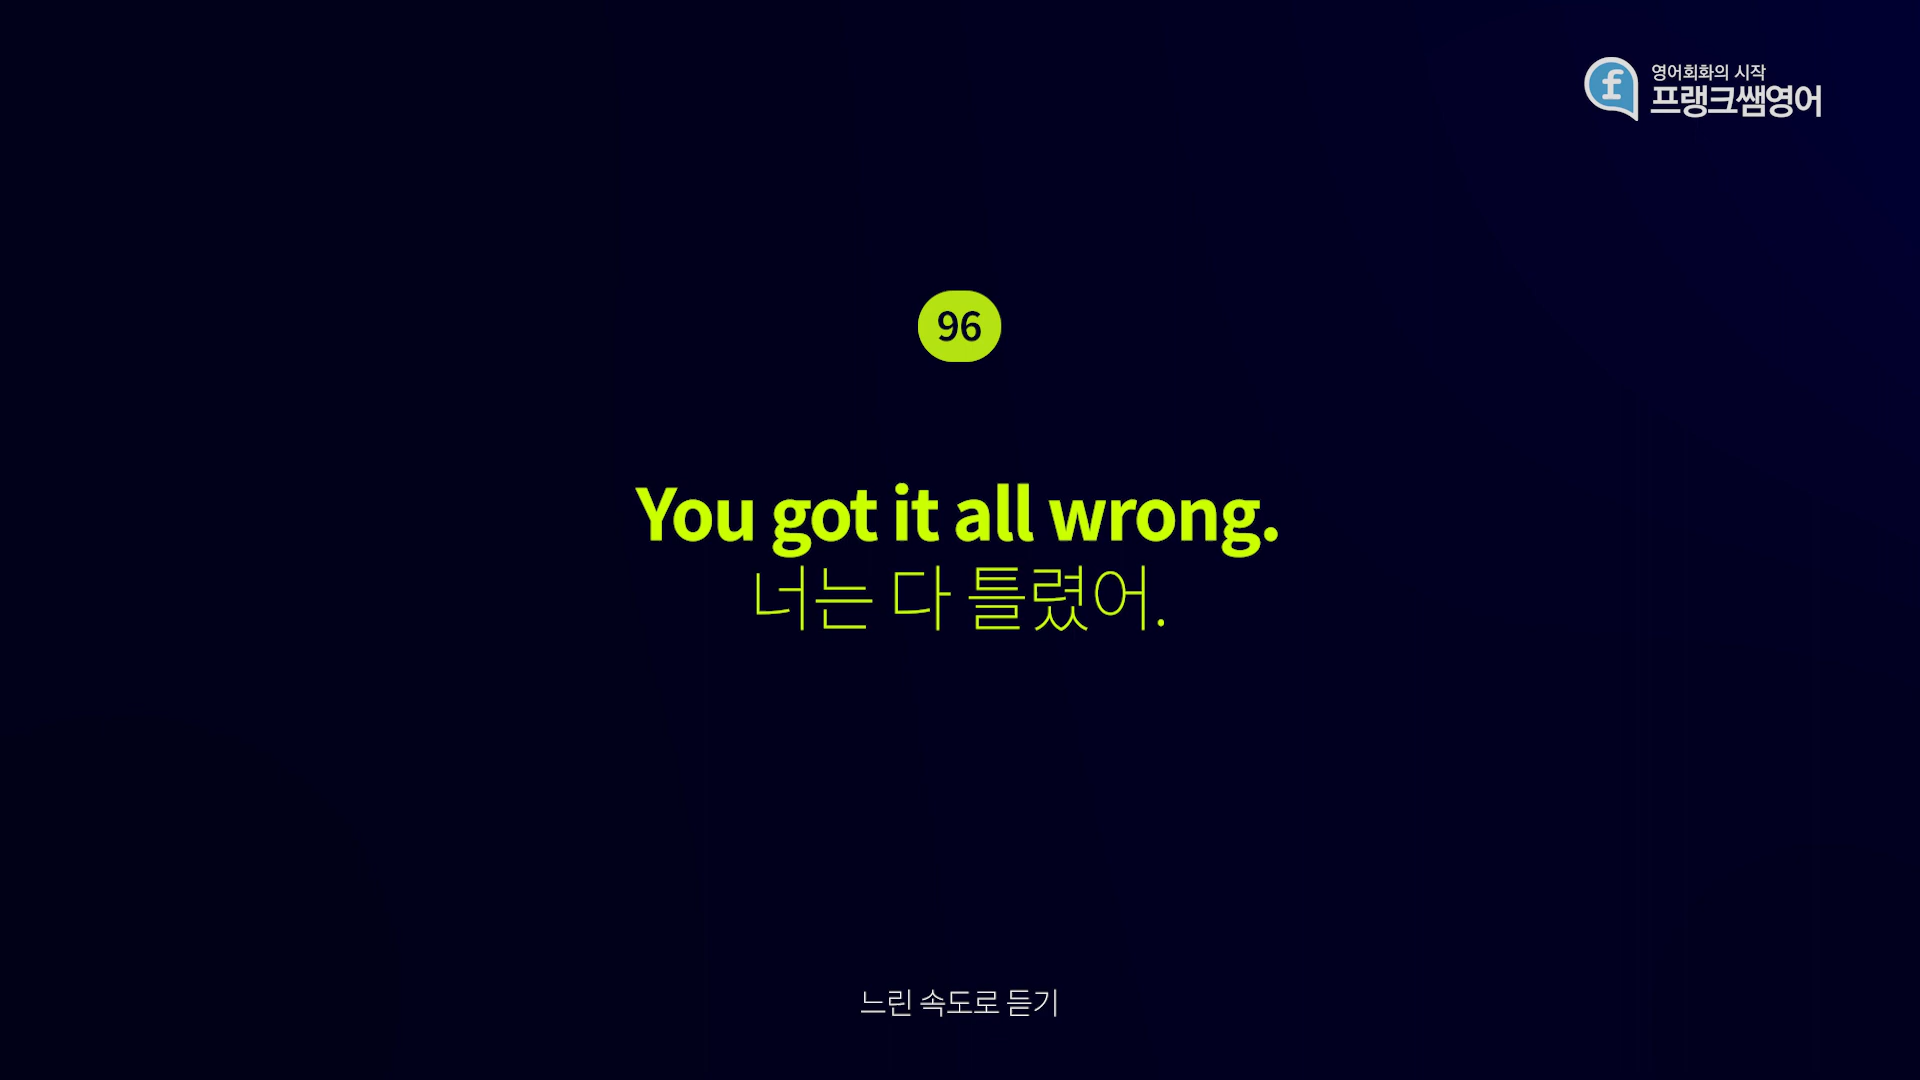 영어회화의 시작
프랭크쌤영어
96
You got it all wrong.
너는 다 틀렸어.
느린 속도로 듣기